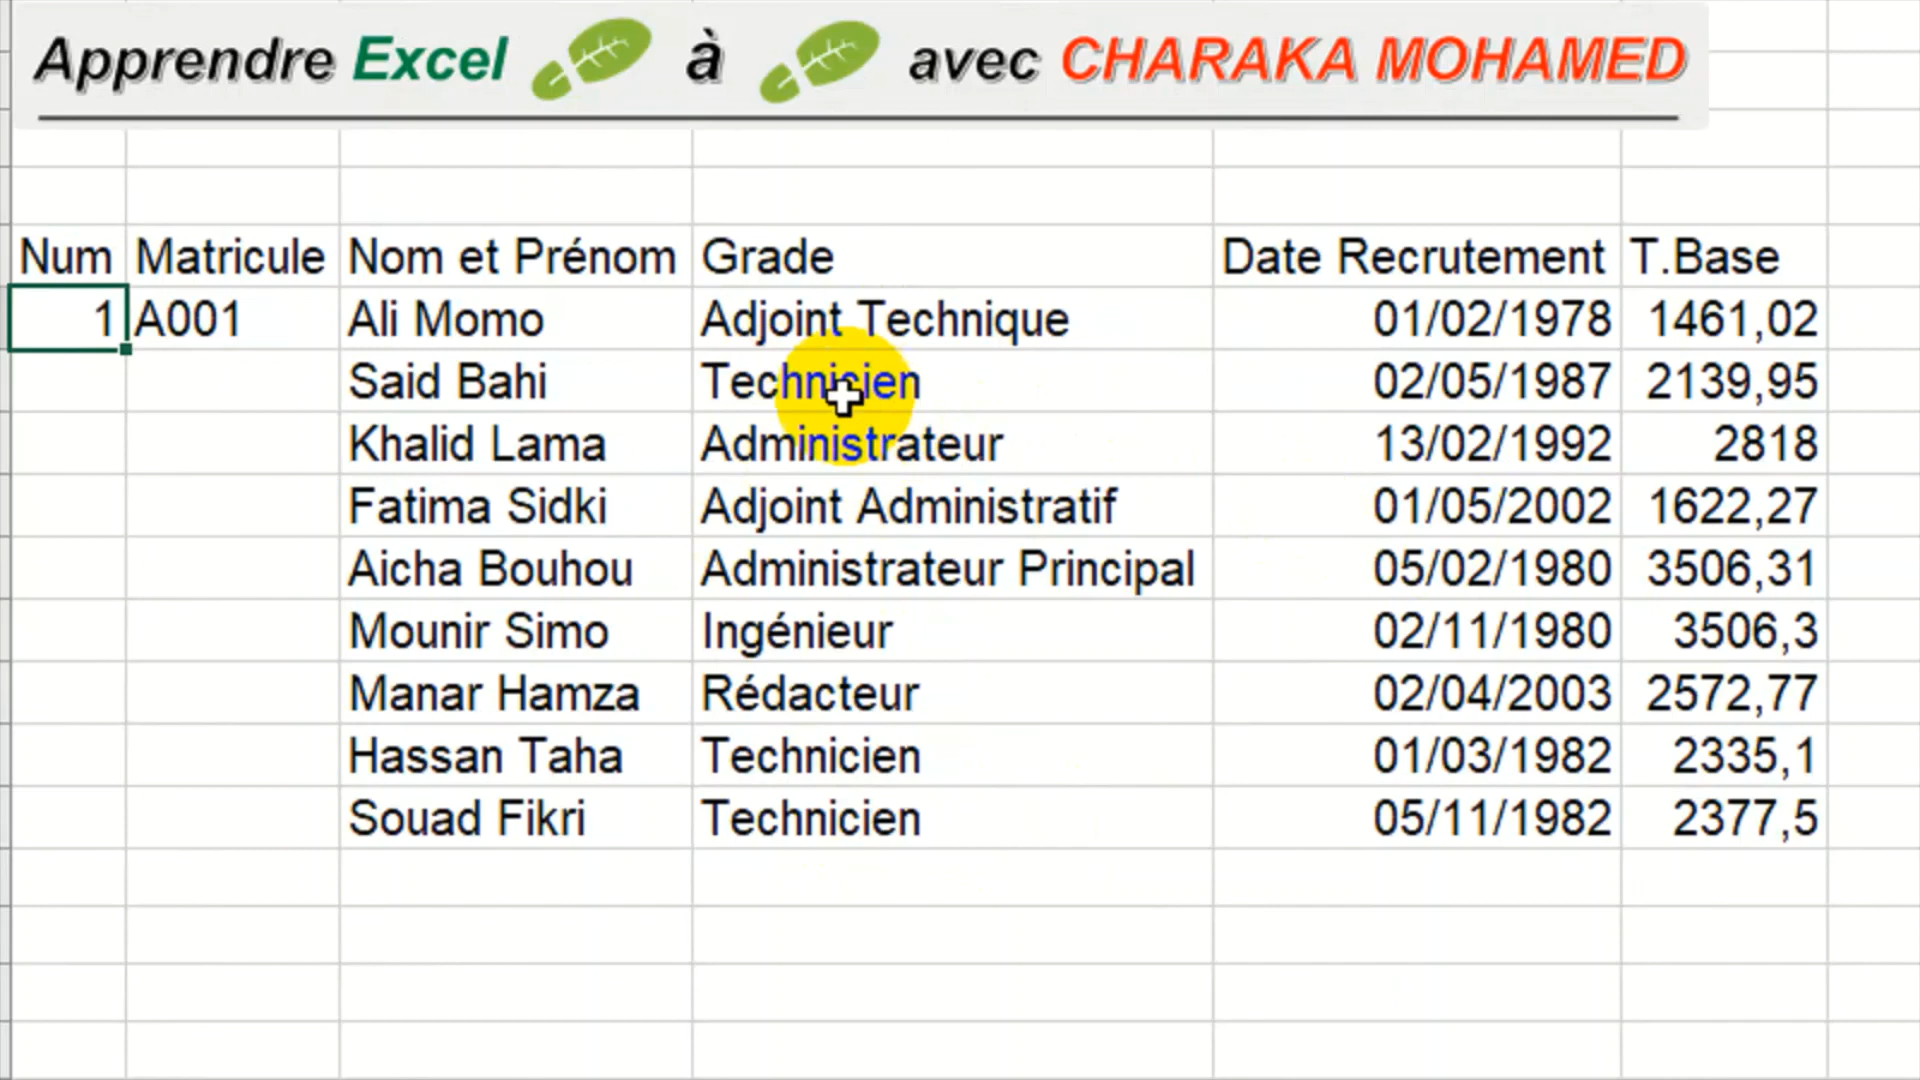 Apprendre Excel à avec CHARAKA MOHAMED
Num Matricule Nom et Prénom Grade Date Recrutement T.Base
1 A001 Ali Momo Adjoint Technique 01/02/1978 1461,02
Said Bahi Technicien 02/05/1987 2139,95
Khalid Lama Administrateur 13/02/1992 2818
Fatima Sidki Adjoint Administratif 01/05/2002 1622,27
Aicha Bouhou Administrateur Principal 05/02/1980 3506,31
Mounir Simo Ingénieur 02/11/1980 3506,3
Manar Hamza Rédacteur 02/04/2003 2572,77
Hassan Taha Technicien 01/03/1982 2335,1
Souad Fikri Technicien 05/11/1982 2377,5